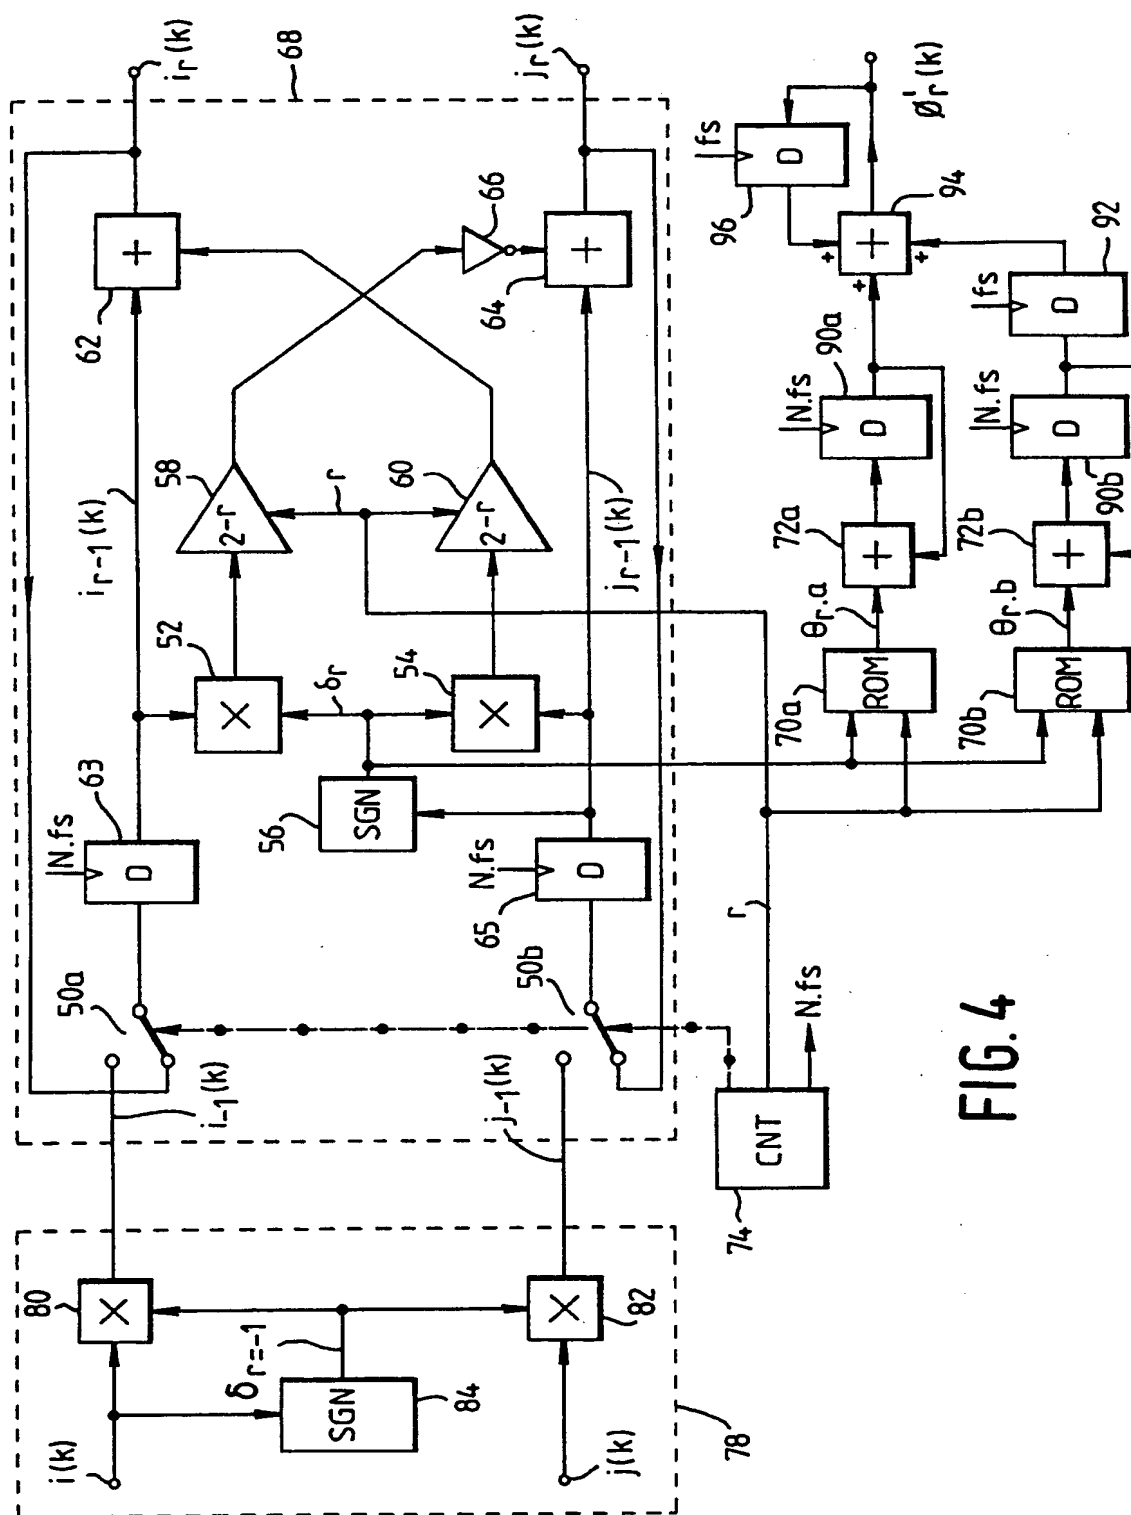 i(k)
80
δr=-1
SGN
84
j(k)
82
78
i-1(k)
j-1(k)
50a
50b
N.fs
63
D
N.fs
65
D
ir-1(k)
jr-1(k)
52
δr
54
56
SGN
58
2-r
r
60
2-r
62
+
64
+
66
68
ir(k)
jr(k)
74
CNT
N.fs
r
70a
ROM
70b
ROM
θr.a
θr.b
72a
+
72b
+
N.fs
90a
D
N.fs
90b
D
fs
92
D
fs
96
D
+
+
+
+
94
ø'r(k)
FIG. 4